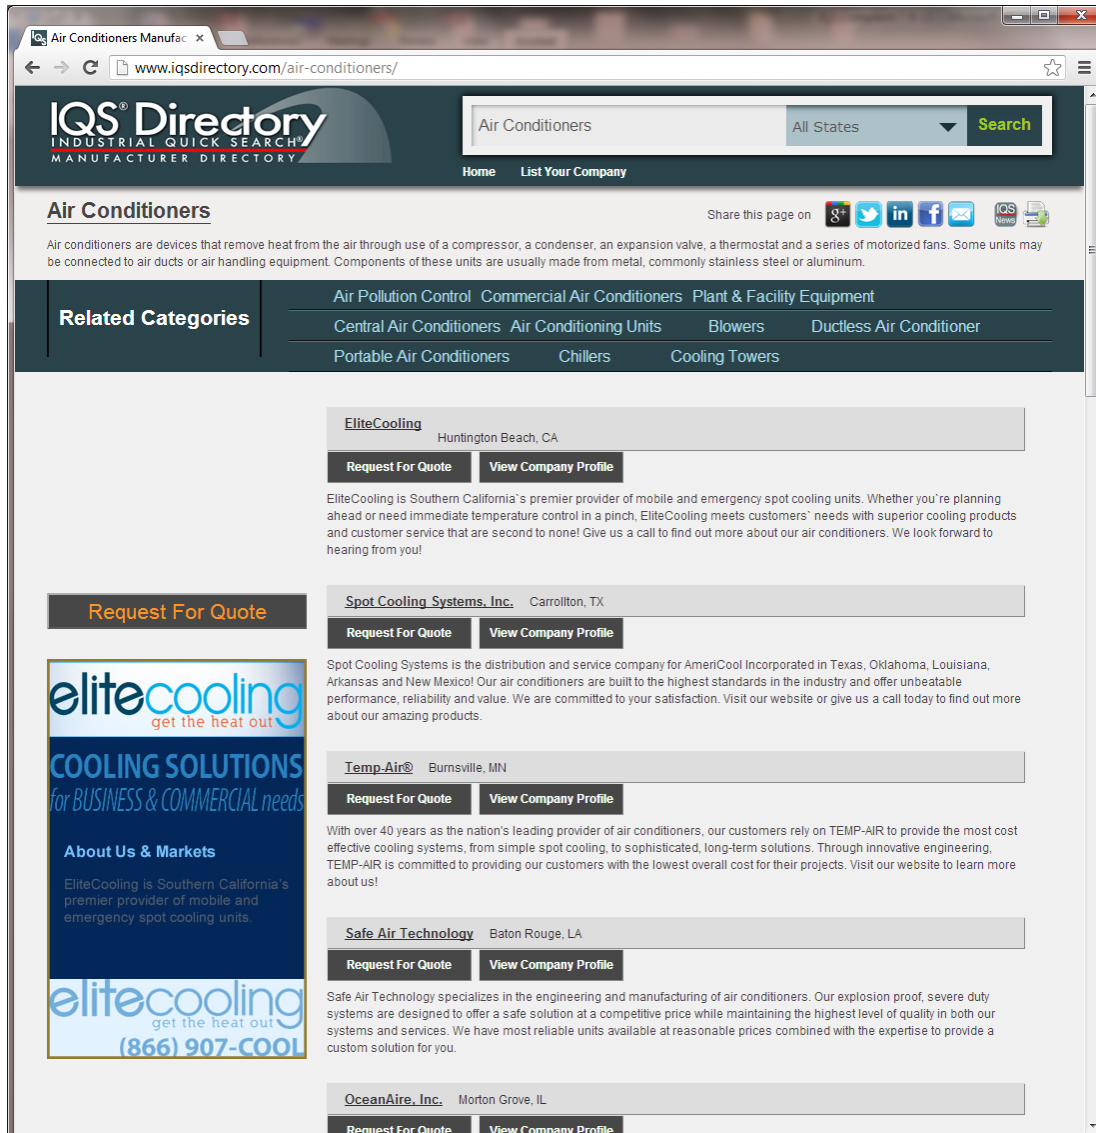 Air Conditioners Manufac
www.iqsdirectory.com/air-conditioners/
IQS® Directory
INDUSTRIAL QUICK SEARCH®
MANUFACTURER DIRECTORY
Air Conditioners
All States
Search
Home
List Your Company
Air Conditioners
Share this page on
IQS News
Air conditioners are devices that remove heat from the air through use of a compressor, a condenser, an expansion valve, a thermostat and a series of motorized fans. Some units may
be connected to air ducts or air handling equipment. Components of these units are usually made from metal, commonly stainless steel or aluminum.
Related Categories
Air Pollution Control Commercial Air Conditioners Plant & Facility Equipment
Central Air Conditioners Air Conditioning Units Blowers Ductless Air Conditioner
Portable Air Conditioners Chillers Cooling Towers
EliteCooling
Huntington Beach, CA
Request For Quote View Company Profile
EliteCooling is Southern California`s premier provider of mobile and emergency spot cooling units. Whether you`re planning
ahead or need immediate temperature control in a pinch, EliteCooling meets customers` needs with superior cooling products
and customer service that are second to none! Give us a call to find out more about our air conditioners. We look forward to
hearing from you!
Spot Cooling Systems, Inc. Carrollton, TX
Request For Quote View Company Profile
Spot Cooling Systems is the distribution and service company for AmeriCool Incorporated in Texas, Oklahoma, Louisiana,
Arkansas and New Mexico! Our air conditioners are built to the highest standards in the industry and offer unbeatable
performance, reliability and value. We are committed to your satisfaction. Visit our website or give us a call today to find out more
about our amazing products.
Temp-Air® Burnsville, MN
Request For Quote View Company Profile
With over 40 years as the nation's leading provider of air conditioners, our customers rely on TEMP-AIR to provide the most cost
effective cooling systems, from simple spot cooling, to sophisticated, long-term solutions. Through innovative engineering,
TEMP-AIR is committed to providing our customers with the lowest overall cost for their projects. Visit our website to learn more
about us!
Safe Air Technology Baton Rouge, LA
Request For Quote View Company Profile
Safe Air Technology specializes in the engineering and manufacturing of air conditioners. Our explosion proof, severe duty
systems are designed to offer a safe solution at a competitive price while maintaining the highest level of quality in both our
systems and services. We have most reliable units available at reasonable prices combined with the expertise to provide a
custom solution for you.
OceanAire, Inc. Morton Grove, IL
Request For Quote View Company Profile
Request For Quote
elitecooling
get the heat out
COOLING SOLUTIONS
for BUSINESS & COMMERCIAL needs
About Us & Markets
EliteCooling is Southern California's
premier provider of mobile and
emergency spot cooling units.
elitecooling
get the heat out
(866) 907-COOL